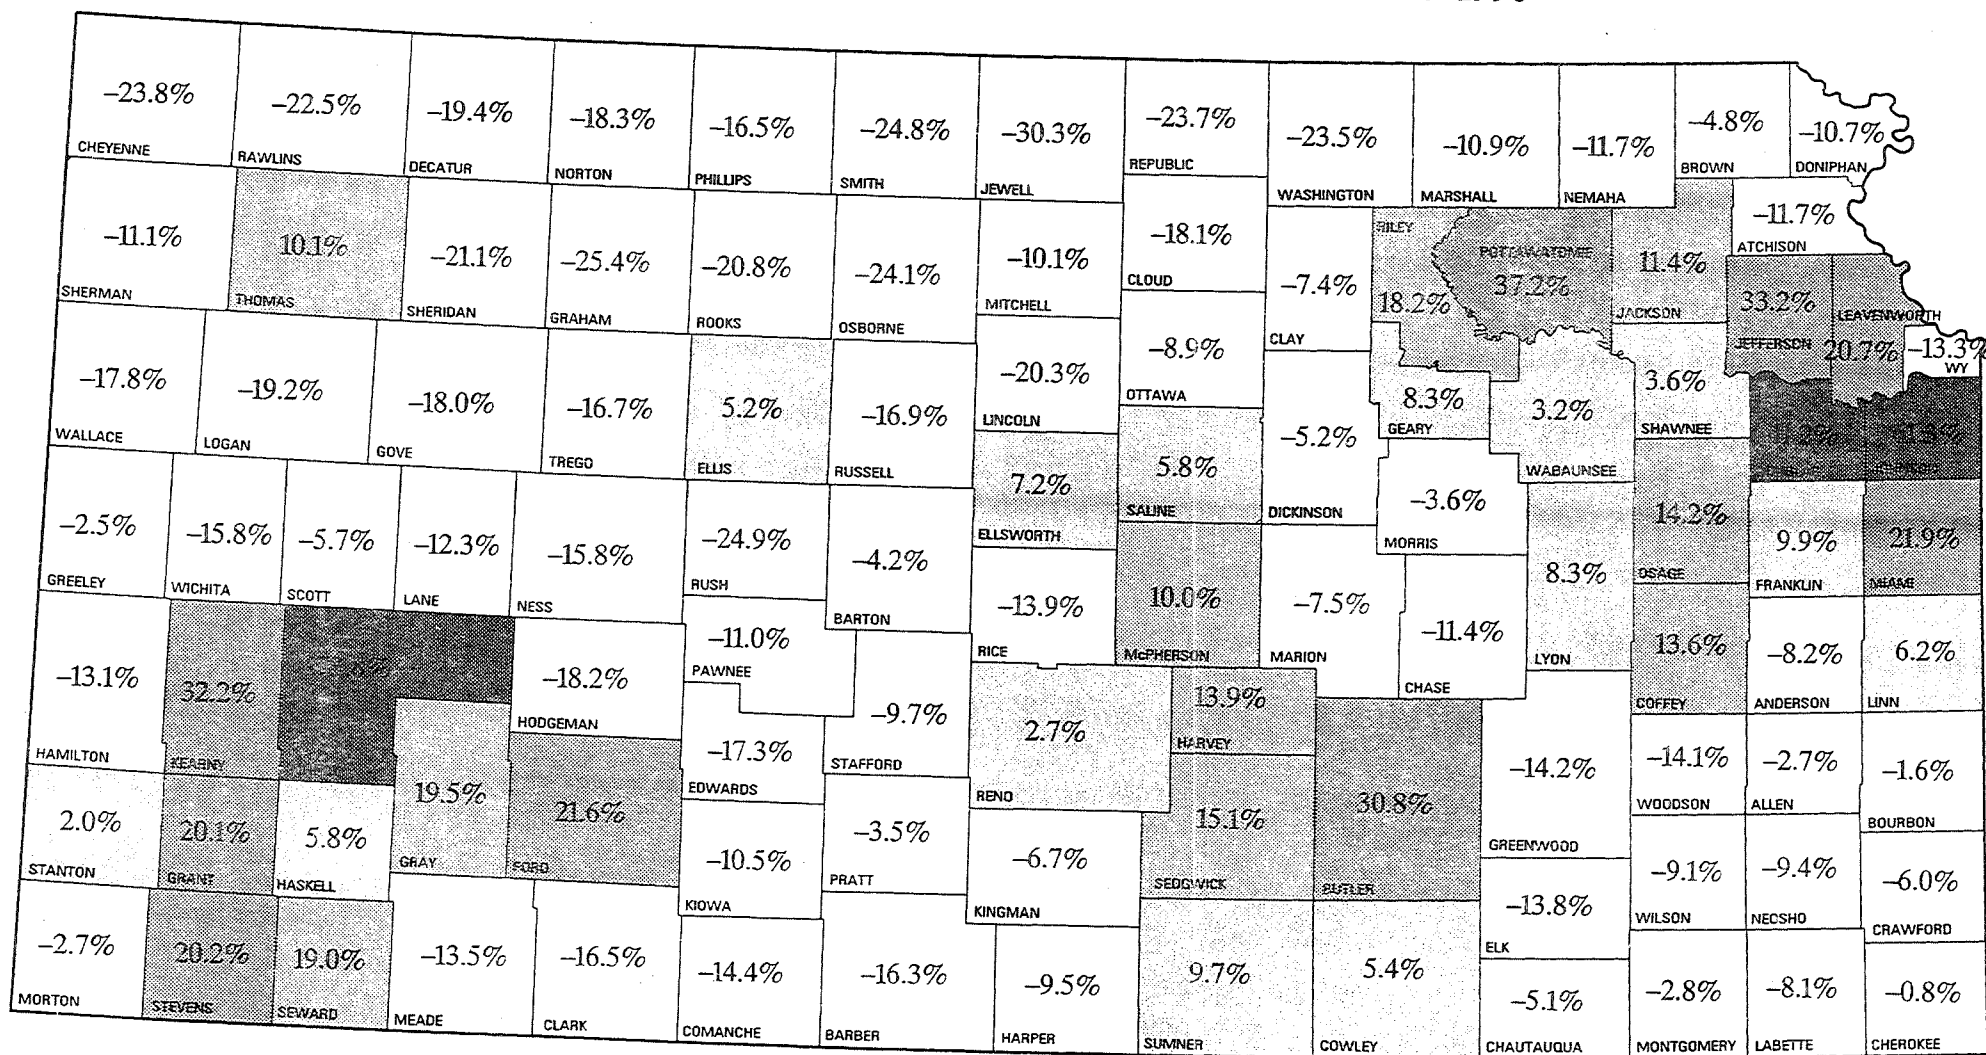 -23.8%
CHEYENNE
-22.5%
RAWLINS
-19.4%
DECATUR
-18.3%
NORTON
-16.5%
PHILLIPS
-24.8%
SMITH
-30.3%
JEWELL
-23.7%
REPUBLIC
-23.5%
WASHINGTON
-10.9%
MARSHALL
-11.7%
NEMAHA
-4.8%
BROWN
-10.7%
DONIPHAN
-11.1%
SHERMAN
10.1%
THOMAS
-21.1%
SHERIDAN
-25.4%
GRAHAM
-20.8%
ROOKS
-24.1%
OSBORNE
-10.1%
MITCHELL
-18.1%
CLOUD
-7.4%
CLAY
RILEY
18.2%
POTTAWATOMIE
37.2%
11.4%
JACKSON
-11.7%
ATCHISON
33.2%
JEFFERSON
LEAVENWORTH
20.7%
-13.3%
WY
-17.8%
WALLACE
-19.2%
LOGAN
-18.0%
GOVE
-16.7%
TREGO
5.2%
ELLIS
-16.9%
RUSSELL
-20.3%
LINCOLN
-8.9%
OTTAWA
-5.2%
DICKINSON
8.3%
GEARY
3.2%
WABAUNSEE
3.6%
SHAWNEE
-2.5%
GREELEY
-15.8%
WICHITA
-5.7%
SCOTT
-12.3%
LANE
-15.8%
NESS
-24.9%
RUSH
-4.2%
BARTON
7.2%
ELLSWORTH
5.8%
SALINE
-3.6%
MORRIS
8.3%
LYON
14.2%
OSAGE
9.9%
FRANKLIN
21.9%
MIAMI
-13.1%
HAMILTON
32.2%
KEARNY
-18.2%
HODGEMAN
-11.0%
PAWNEE
-9.7%
STAFFORD
-13.9%
RICE
10.0%
McPHERSON
-7.5%
MARION
-11.4%
CHASE
13.6%
COFFEY
-8.2%
ANDERSON
6.2%
LINN
19.5%
GRAY
21.6%
FORD
-17.3%
EDWARDS
2.7%
RENO
13.9%
HARVEY
15.1%
SEDGWICK
30.8%
BUTLER
-14.2%
GREENWOOD
-14.1%
WOODSON
-2.7%
ALLEN
-1.6%
BOURBON
2.0%
STANTON
20.1%
GRANT
5.8%
HASKELL
-10.5%
KIOWA
-3.5%
PRATT
-6.7%
KINGMAN
-13.8%
ELK
-9.1%
WILSON
-9.4%
NEOSHO
-6.0%
CRAWFORD
-2.7%
MORTON
20.2%
STEVENS
19.0%
SEWARD
-13.5%
MEADE
-16.5%
CLARK
-14.4%
COMANCHE
-16.3%
BARBER
-9.5%
HARPER
9.7%
SUMNER
5.4%
COWLEY
-5.1%
CHAUTAUQUA
-2.8%
MONTGOMERY
-8.1%
LABETTE
-0.8%
CHEROKEE